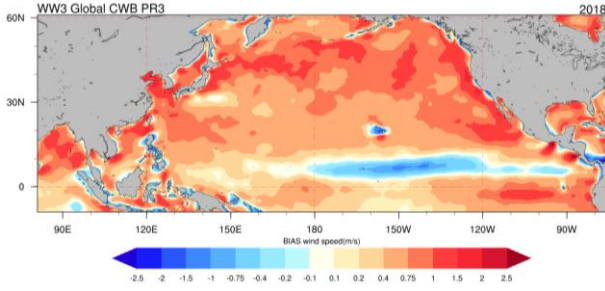 WW3 Global CWB PR3 2018
60N
30N
0
90E 120E 150E 180 150W 120W 90W
BIAS wind speed(m/s)
-2.5 -2 -1.5 -1 -0.75 -0.4 -0.2 -0.1 0.1 0.2 0.4 0.75 1 1.5 2 2.5